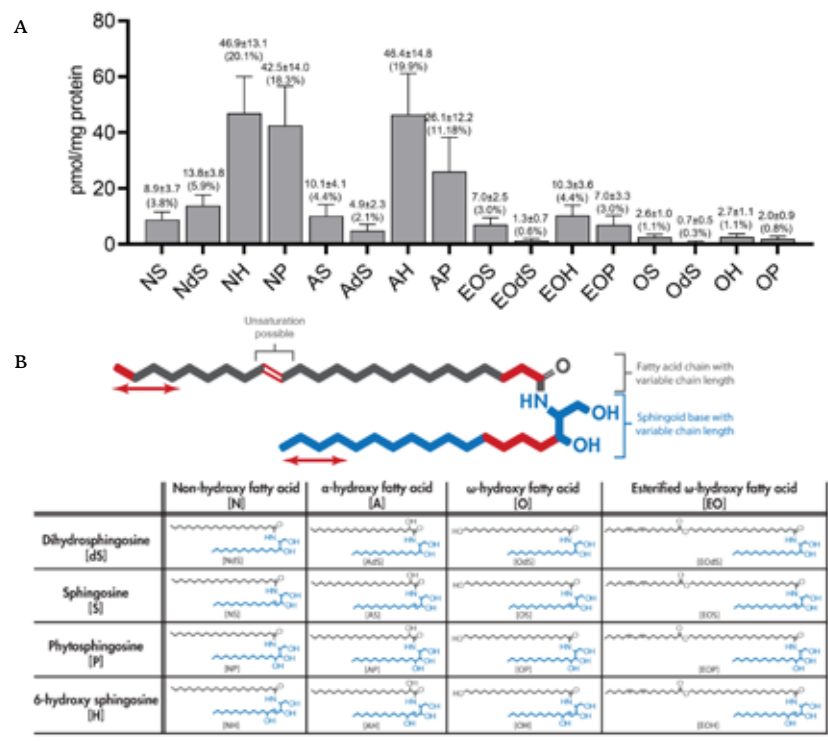 A
80
60
40
20
0
pmol/mg protein
8.9±3.7
(3.8%)
13.8±3.8
(5.9%)
46.9±13.1
(20.1%)
42.5±14.0
(18.3%)
10.1±4.1
(4.4%)
4.9±2.3
(2.1%)
46.4±14.8
(19.9%)
26.1±12.2
(11.18%)
7.0±2.5
(3.0%)
1.3±0.7
(0.6%)
10.3±3.6
(4.4%)
7.0±3.3
(3.0%)
2.6±1.0
(1.1%)
0.7±0.5
(0.3%)
2.7±1.1
(1.1%)
2.0±0.9
(0.8%)
NS NdS NH NP AS AdS AH AP EOS EOdS EOH EOP OS OdS OH OP
B
Unsaturation
possible
O
Fatty acid chain with
variable chain length
HN
OH
Sphingoid base with
variable chain length
OH
Non-hydroxy fatty acid
[N]
α-hydroxy fatty acid
[A]
ω-hydroxy fatty acid
[O]
Esterified ω-hydroxy fatty acid
[EO]
Dihydrosphingosine
[dS]
[NdS] [AdS] [OdS] [EOdS]
Sphingosine
[S]
[NS] [AS] [OS] [EOS]
Phytosphingosine
[P]
[NP] [AP] [OP] [EOP]
6-hydroxy sphingosine
[H]
[NH] [AH] [OH] [EOH]